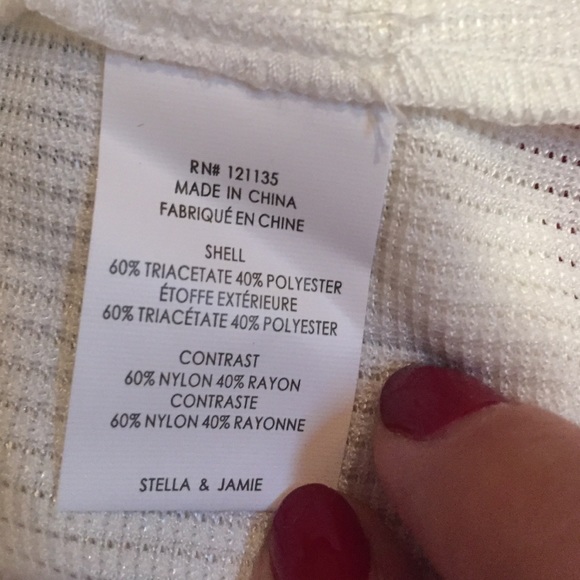 RN# 121135
MADE IN CHINA
FABRIQUÉ EN CHINE
SHELL
60% TRIACETATE 40% POLYESTER
ÉTOFFE EXTÉRIEURE
60% TRIACÉTATE 40% POLYESTER
CONTRAST
60% NYLON 40% RAYON
CONTRASTE
60% NYLON 40% RAYONNE
STELLA & JAMIE